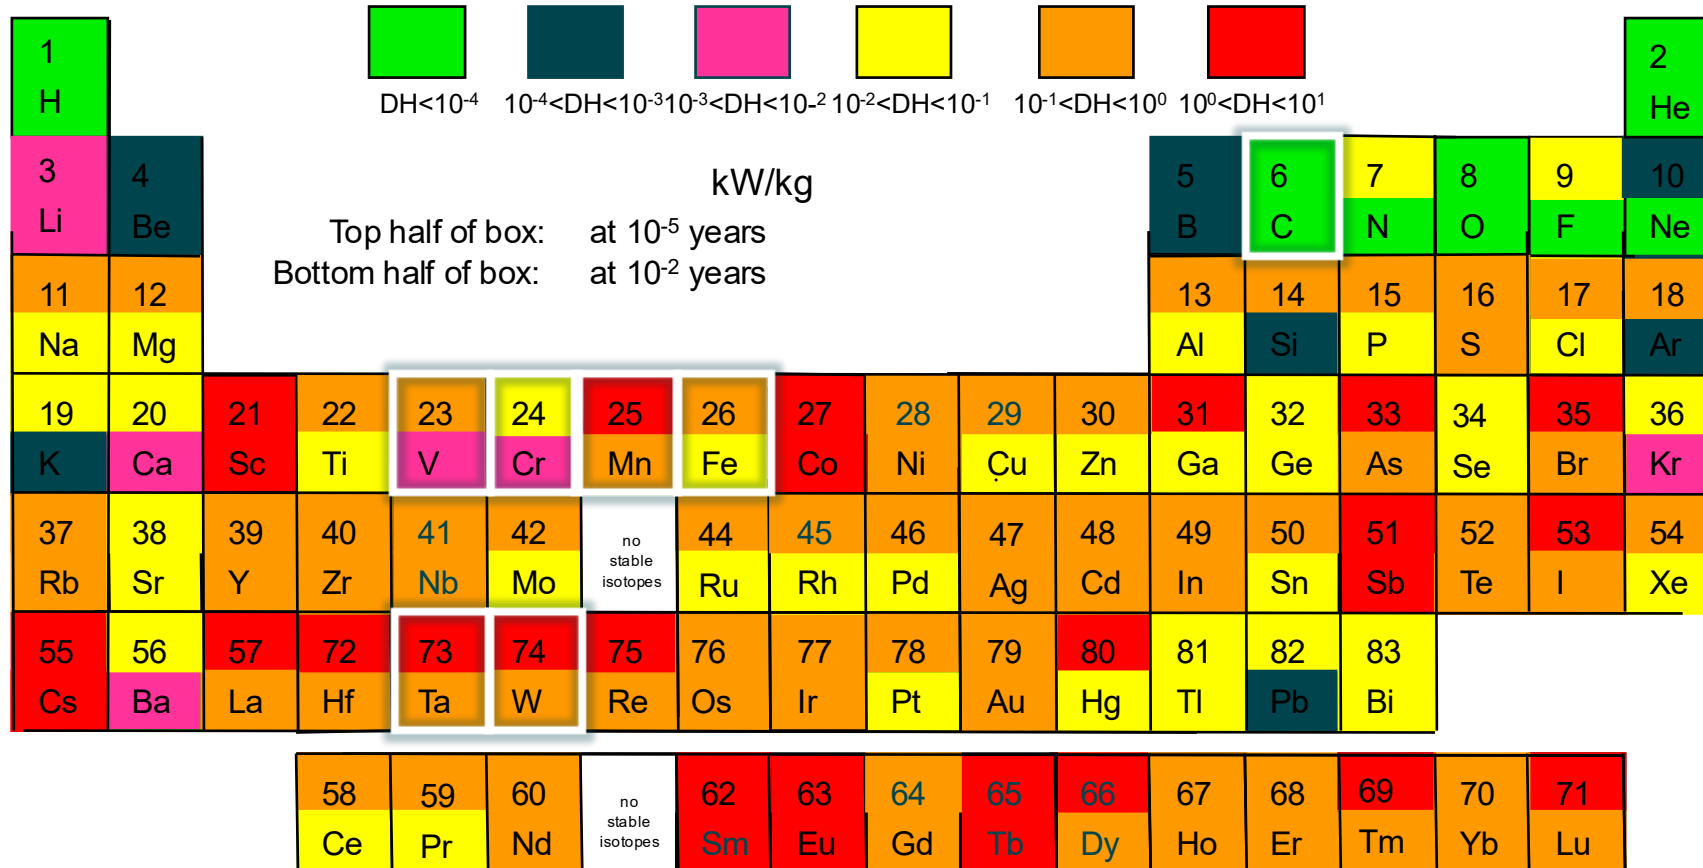 DH<10⁻⁴ 10⁻⁴<DH<10⁻³ 10⁻³<DH<10⁻² 10⁻²<DH<10⁻¹ 10⁻¹<DH<10⁰ 10⁰<DH<10¹
1 2
H He
kW/kg
Top half of box: at 10⁻⁵ years
Bottom half of box: at 10⁻² years
3 4 5 6 7 8 9 10
Li Be B C N O F Ne
11 12 13 14 15 16 17 18
Na Mg Al Si P S Cl Ar
19 20 21 22 23 24 25 26 27 28 29 30 31 32 33 34 35 36
K Ca Sc Ti V Cr Mn Fe Co Ni Cu Zn Ga Ge As Se Br Kr
37 38 39 40 41 42 no stable isotopes 44 45 46 47 48 49 50 51 52 53 54
Rb Sr Y Zr Nb Mo Ru Rh Pd Ag Cd In Sn Sb Te I Xe
55 56 57 72 73 74 75 76 77 78 79 80 81 82 83
Cs Ba La Hf Ta W Re Os Ir Pt Au Hg Tl Pb Bi
58 59 60 no stable isotopes 62 63 64 65 66 67 68 69 70 71
Ce Pr Nd Sm Eu Gd Tb Dy Ho Er Tm Yb Lu